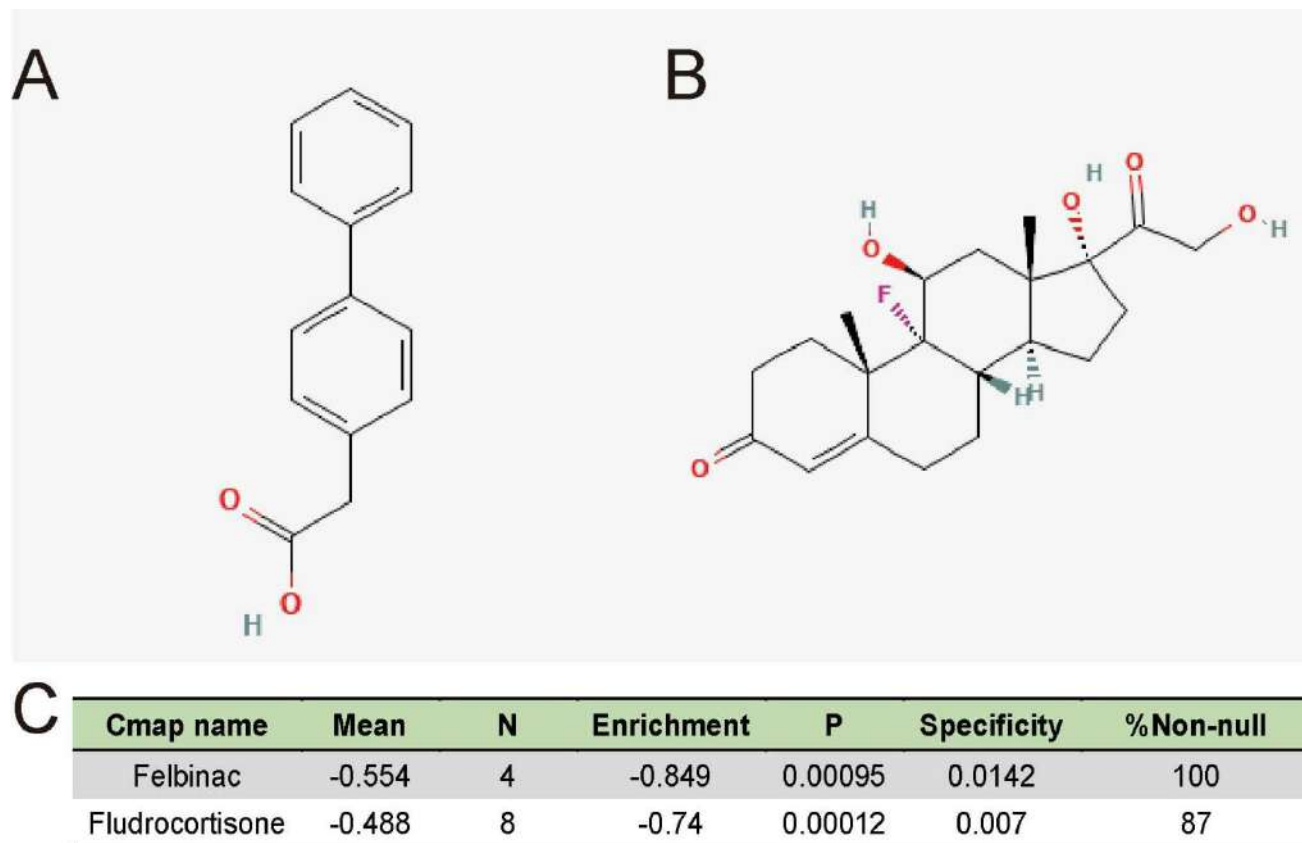 A
B
H
O
F
O
H
O
O
H
H
H
O
O
O
H
C
Cmap name Mean N Enrichment P Specificity %Non-null
Felbinac -0.554 4 -0.849 0.00095 0.0142 100
Fludrocortisone -0.488 8 -0.74 0.00012 0.007 87